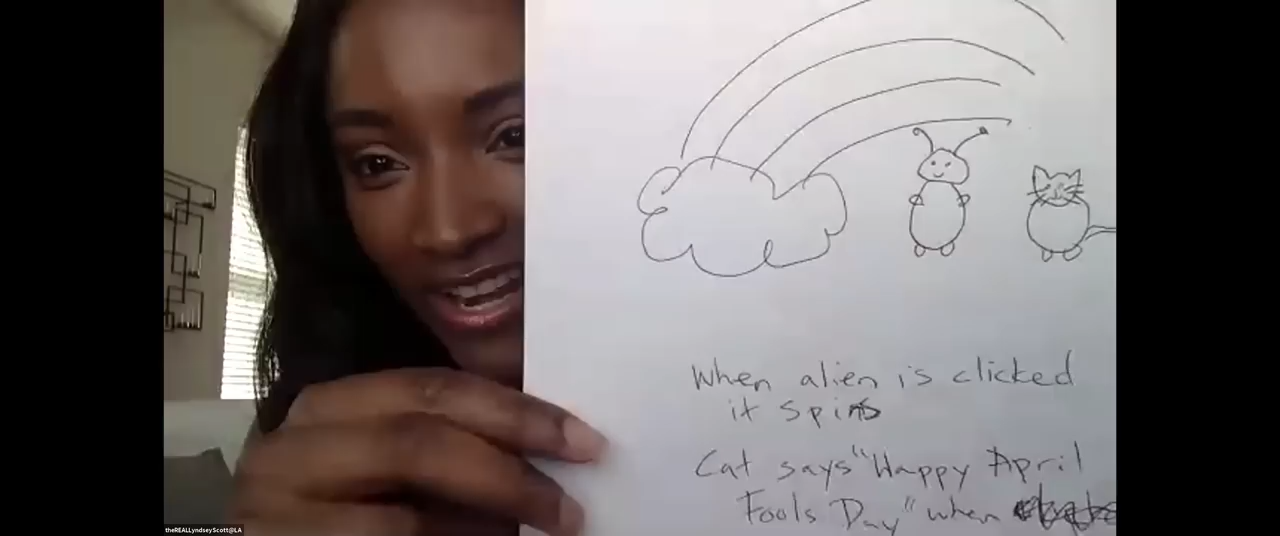 When alien is clicked
it spins
Cat says "Happy April
Fools Day" when
theREALLyndseyScott@LA